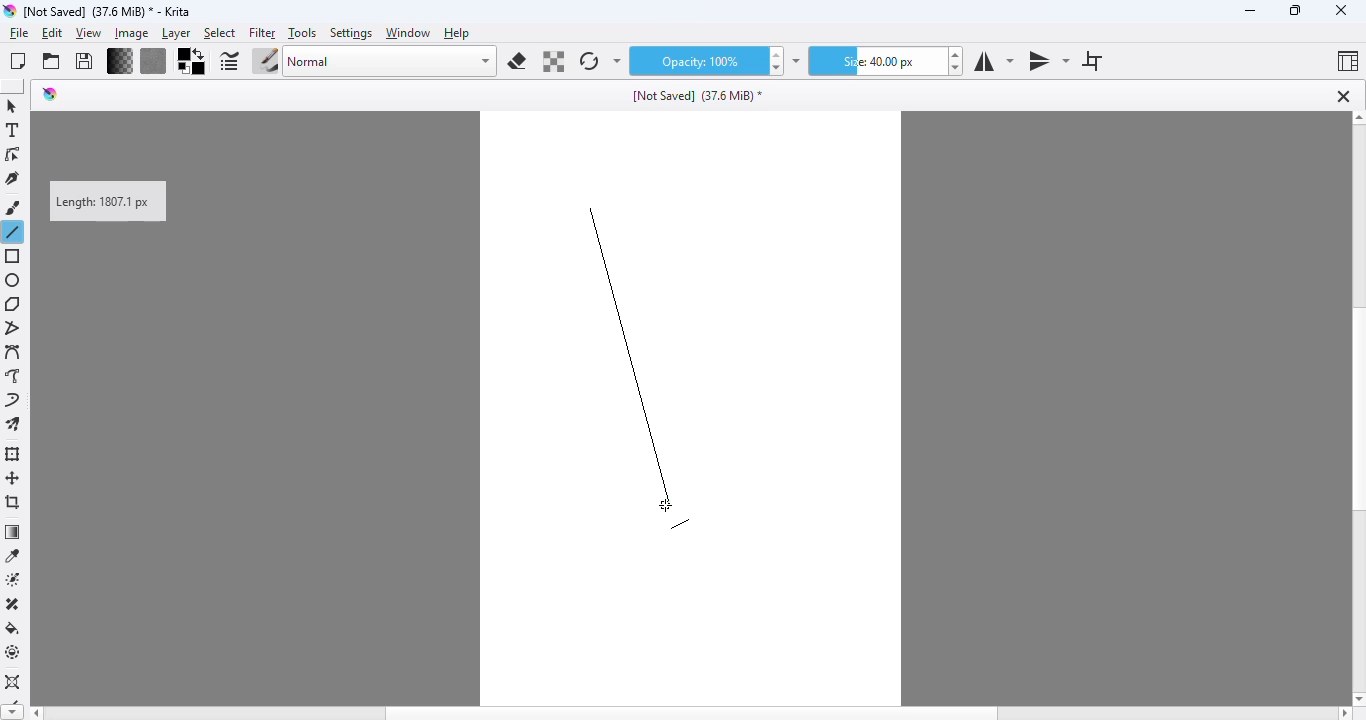 [Not Saved] (37.6 MiB) * - Krita
File Edit View Image Layer Select Filter Tools Settings Window Help
Normal Opacity: 100% Size: 40.00 px
[Not Saved] (37.6 MiB) *
Length: 1807.1 px